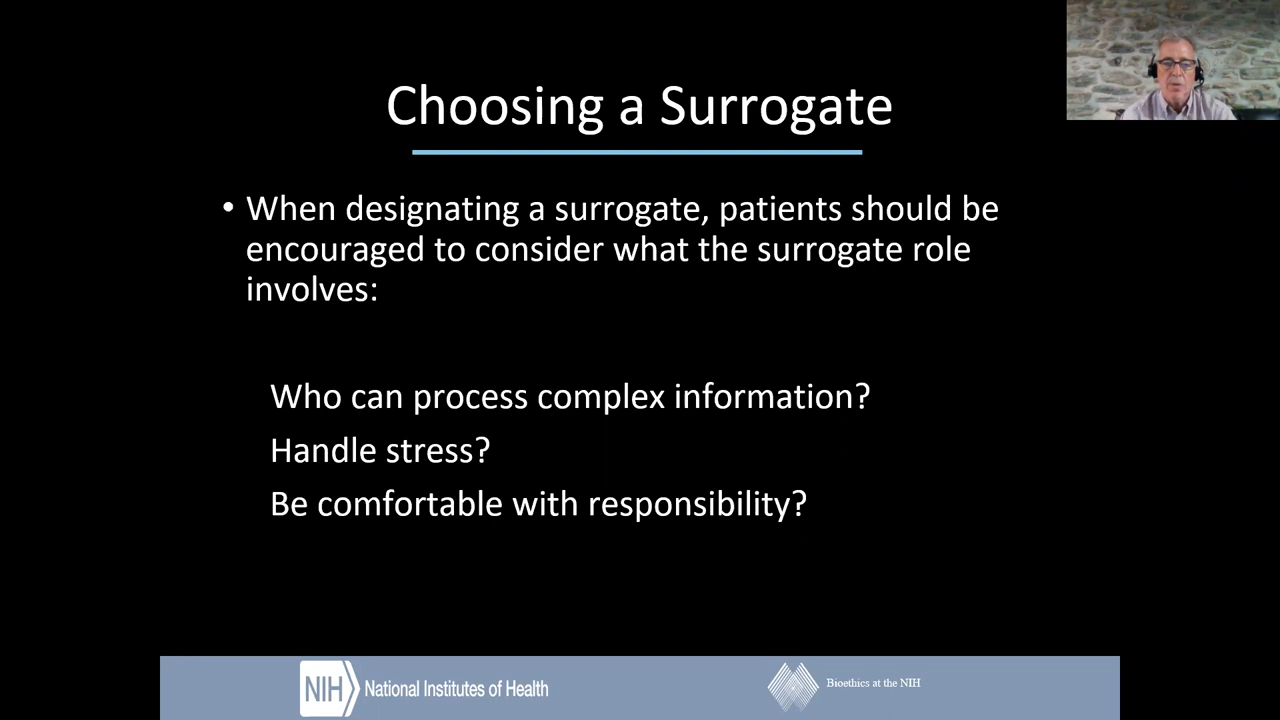 Choosing a Surrogate
• When designating a surrogate, patients should be
encouraged to consider what the surrogate role
involves:
Who can process complex information?
Handle stress?
Be comfortable with responsibility?
NIH National Institutes of Health
Bioethics at the NIH